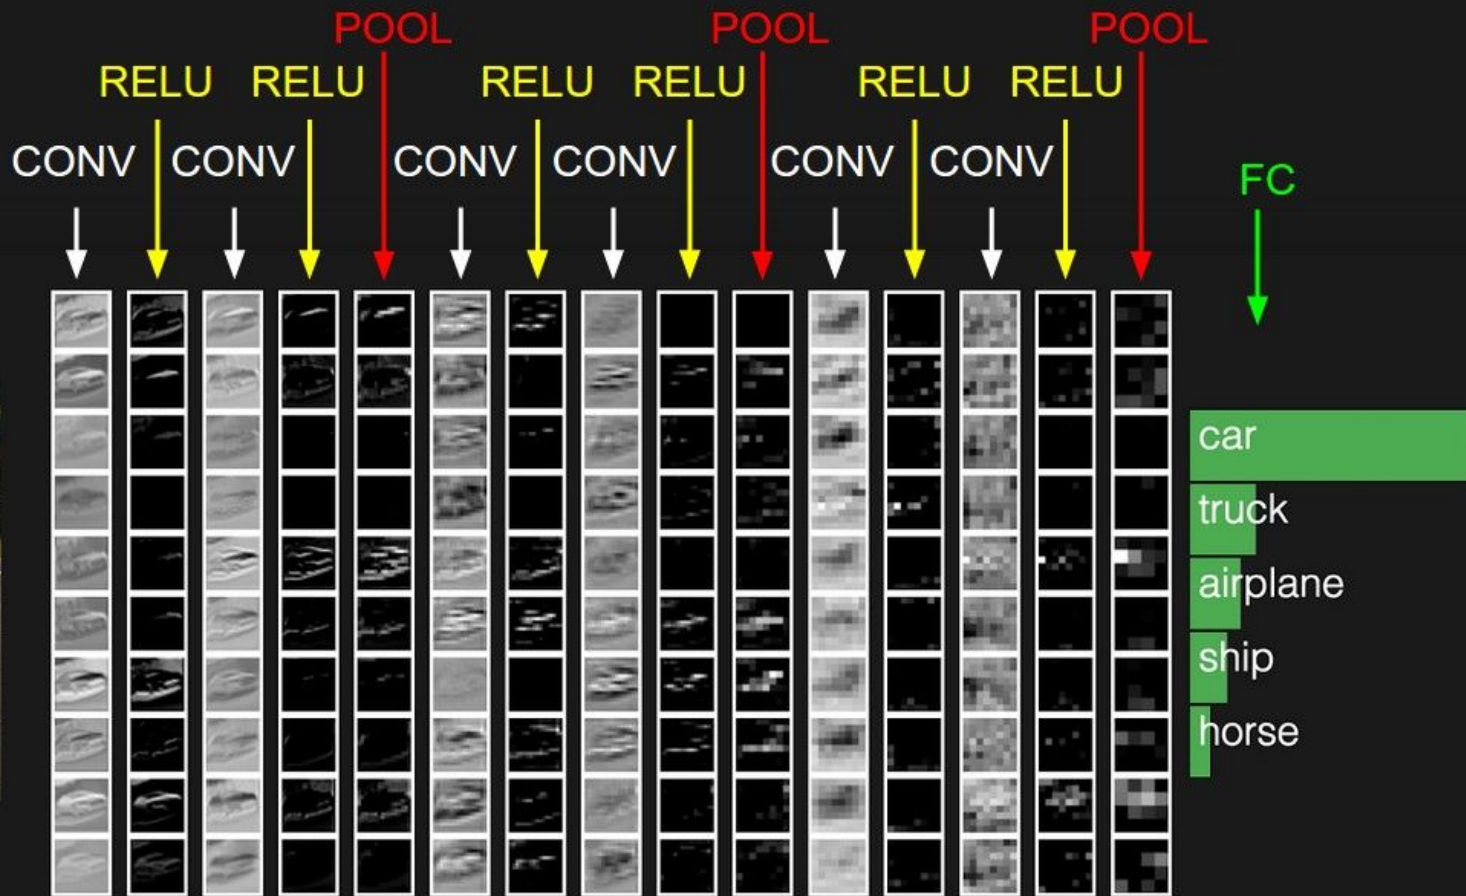 POOL POOL POOL
RELU RELU RELU RELU RELU RELU
CONV CONV CONV CONV CONV CONV
FC
car
truck
airplane
ship
horse